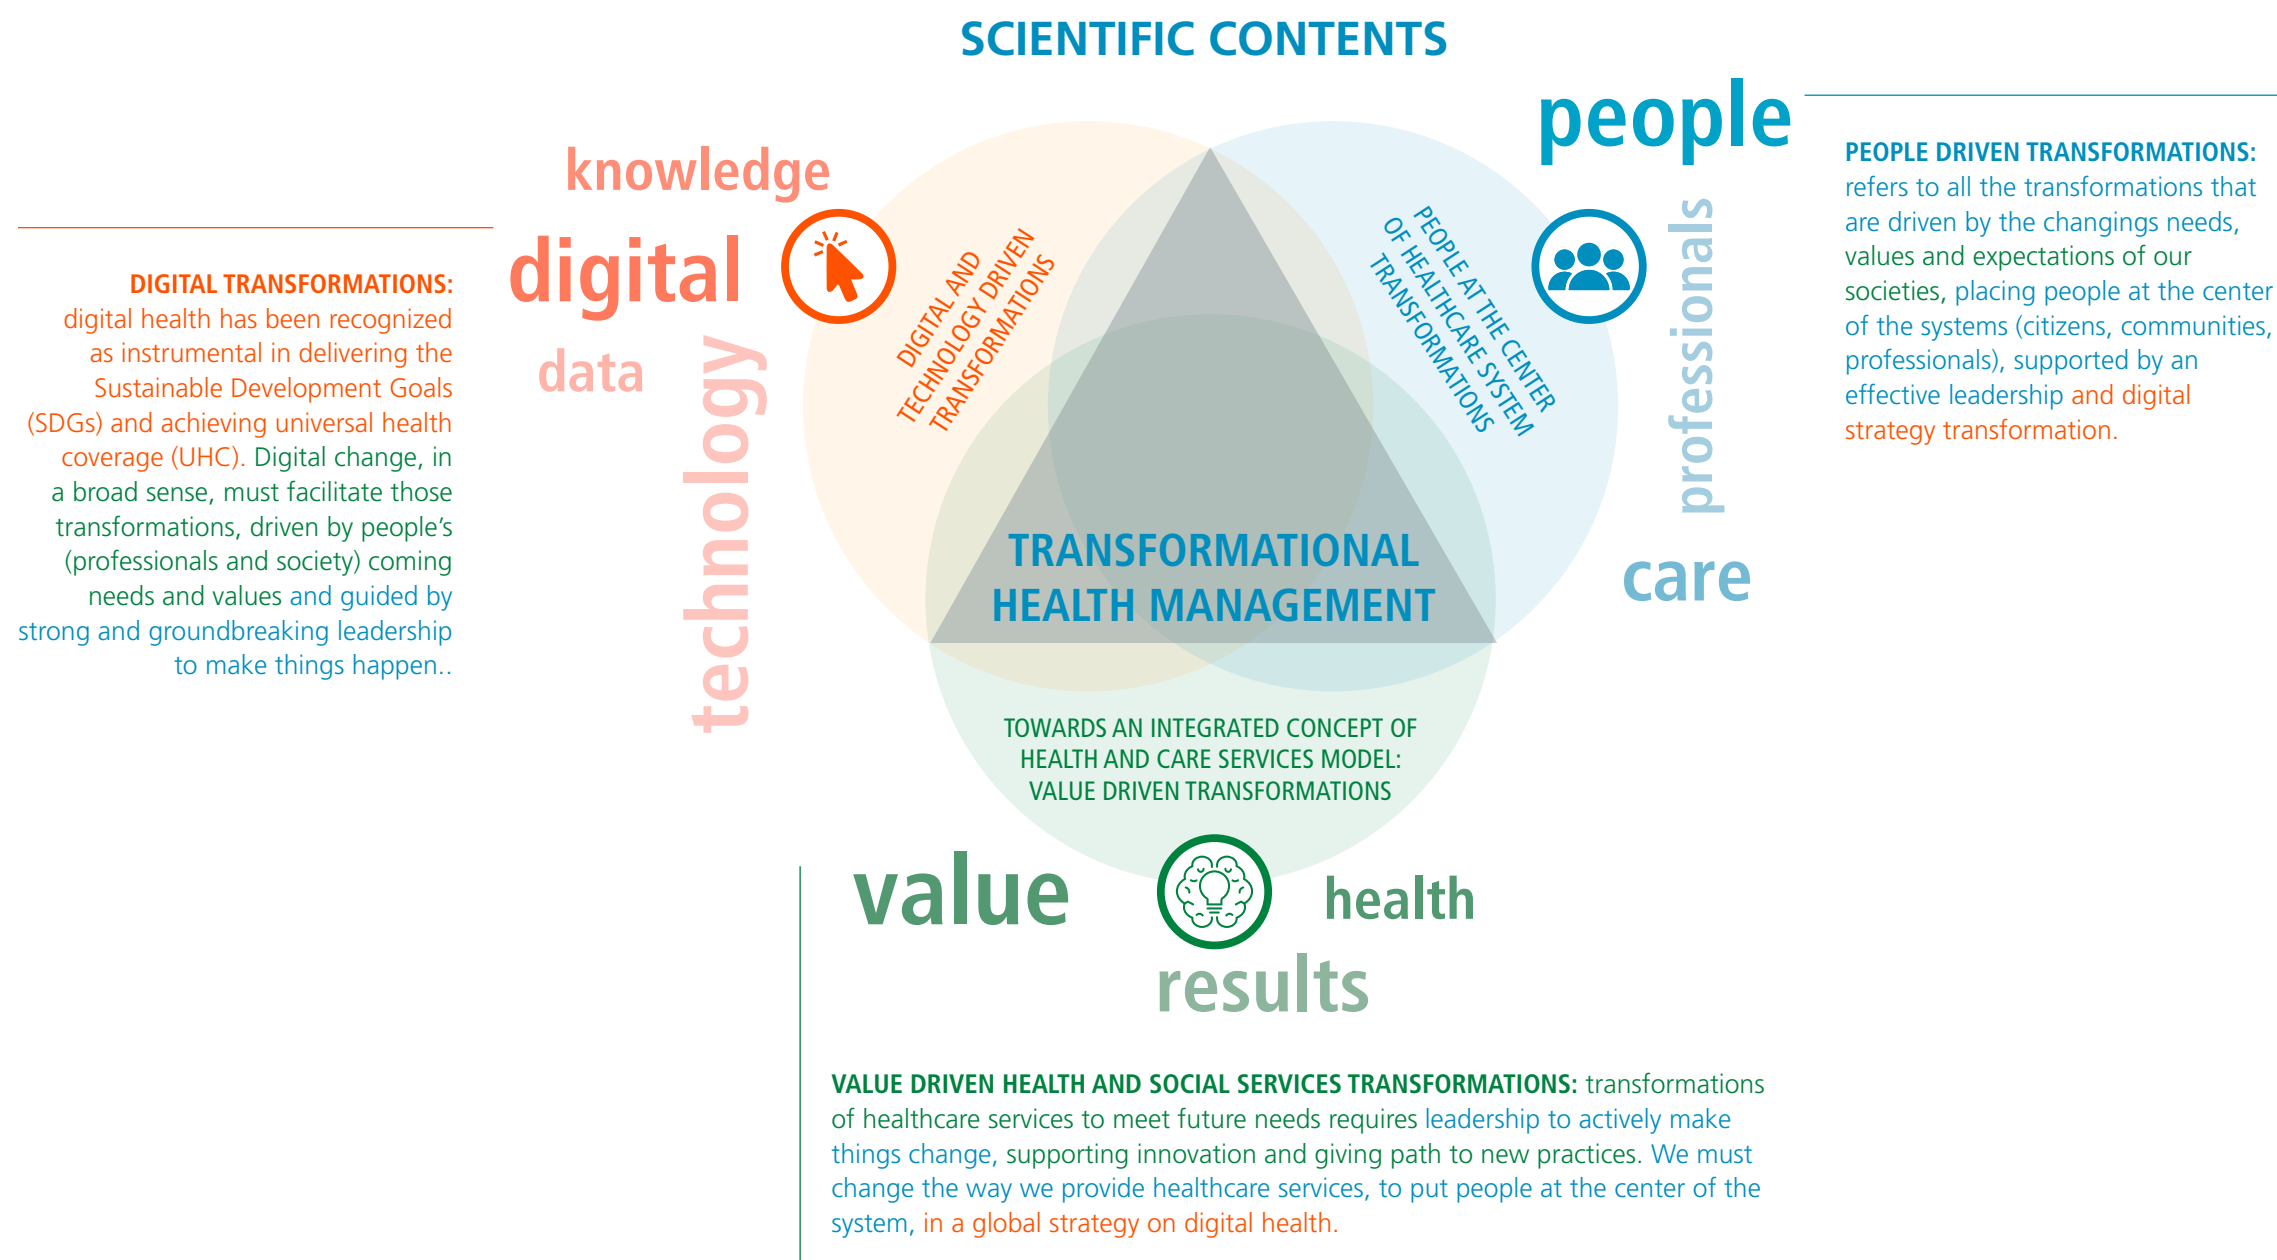 SCIENTIFIC CONTENTS
knowledge
digital
data
technology
DIGITAL TRANSFORMATIONS:
digital health has been recognized
as instrumental in delivering the
Sustainable Development Goals
(SDGs) and achieving universal health
coverage (UHC). Digital change, in
a broad sense, must facilitate those
transformations, driven by people’s
(professionals and society) coming
needs and values and guided by
strong and groundbreaking leadership
to make things happen..
DIGITAL AND
TECHNOLOGY DRIVEN
TRANSFORMATIONS
PEOPLE AT THE CENTER
OF HEALTHCARE SYSTEM
TRANSFORMATIONS
people
professionals
care
PEOPLE DRIVEN TRANSFORMATIONS:
refers to all the transformations that
are driven by the changings needs,
values and expectations of our
societies, placing people at the center
of the systems (citizens, communities,
professionals), supported by an
effective leadership and digital
strategy transformation.
TRANSFORMATIONAL
HEALTH MANAGEMENT
TOWARDS AN INTEGRATED CONCEPT OF
HEALTH AND CARE SERVICES MODEL:
VALUE DRIVEN TRANSFORMATIONS
value
health
results
VALUE DRIVEN HEALTH AND SOCIAL SERVICES TRANSFORMATIONS: transformations
of healthcare services to meet future needs requires leadership to actively make
things change, supporting innovation and giving path to new practices. We must
change the way we provide healthcare services, to put people at the center of the
system, in a global strategy on digital health.